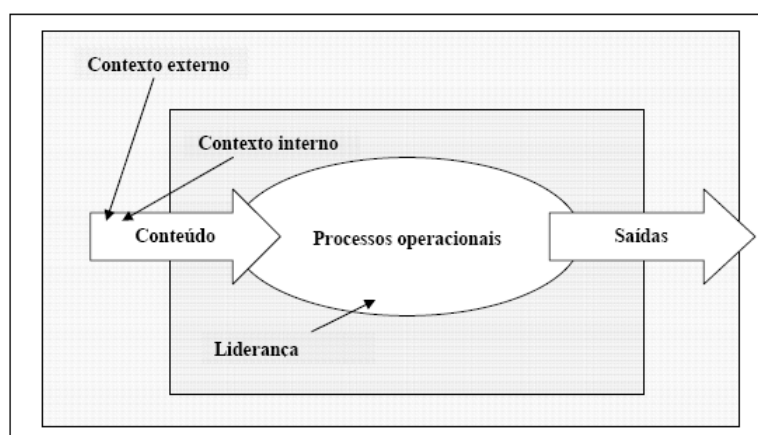 Contexto externo
Contexto interno
Conteúdo
Processos operacionais
Saídas
Liderança